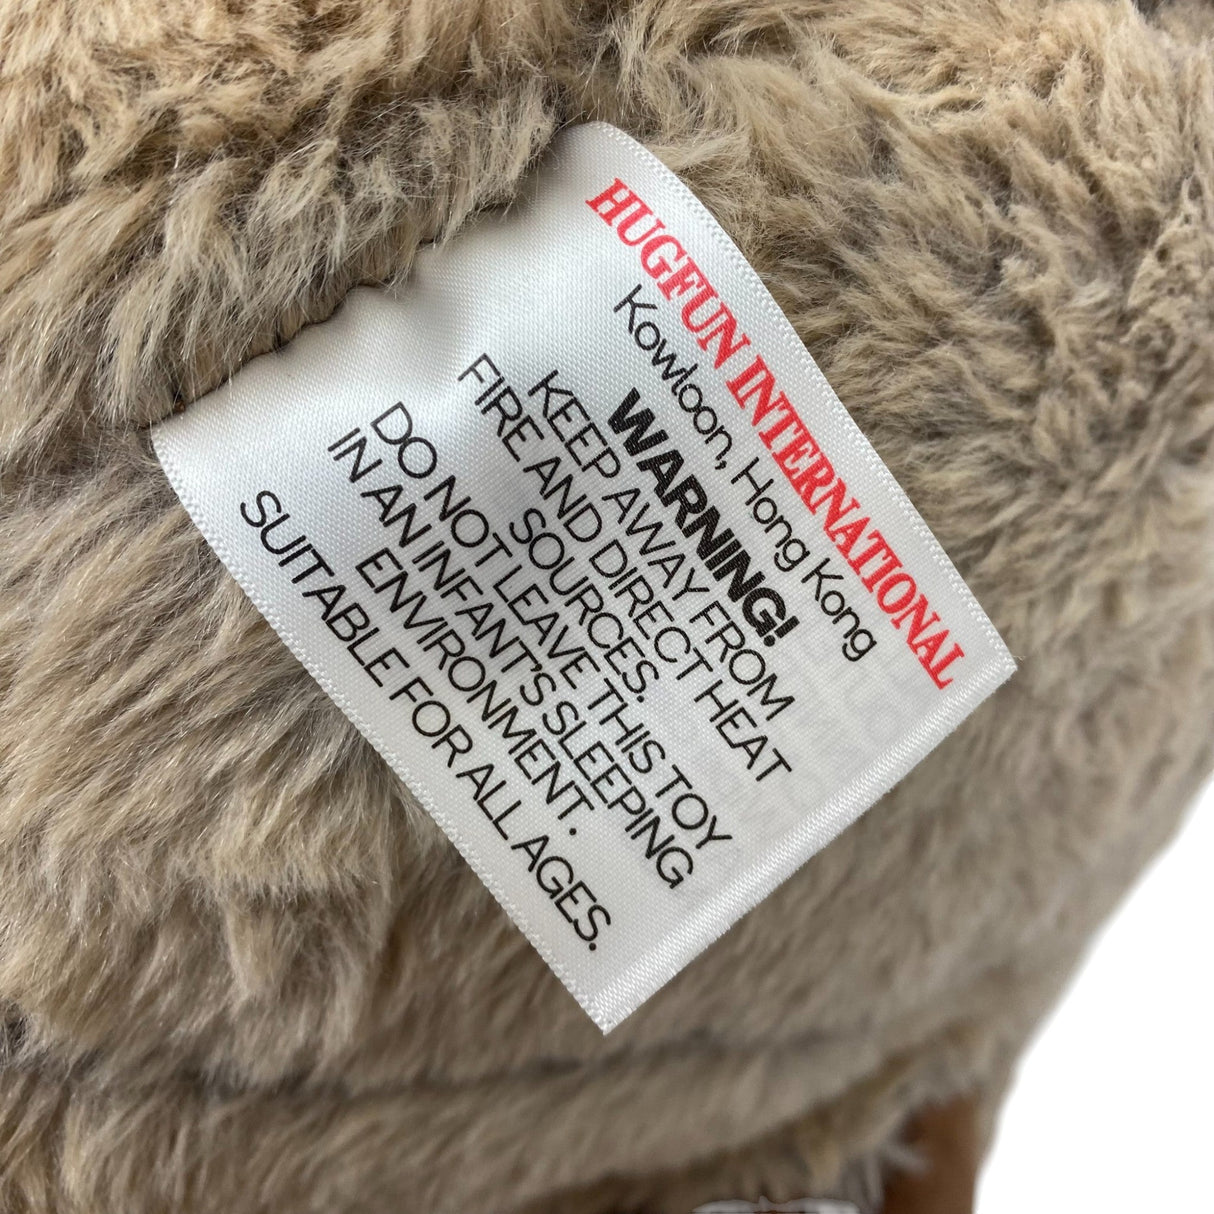 HUGFUN INTERNATIONAL
Kowloon, Hong Kong
WARNING!
KEEP AWAY FROM
FIRE AND DIRECT HEAT
SOURCES.
DO NOT LEAVE THIS TOY
IN AN INFANT'S SLEEPING
ENVIRONMENT.
SUITABLE FOR ALL AGES.